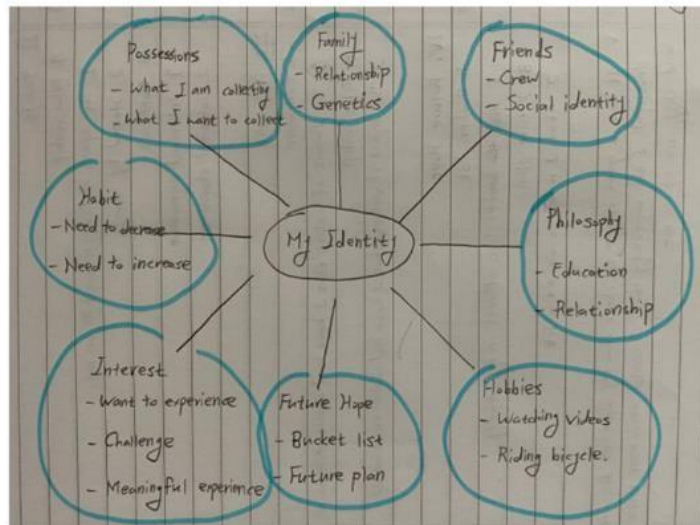 Possessions
- What I am collecting
- What I want to collect
Family
- Relationship
- Genetics
Friends
- Crew
- Social identity
Habit
- Need to decrease
- Need to increase
My Identity
Philosophy
- Education
- Relationship
Interest
- Want to experience
- Challenge
- Meaningful experience
Future Hope
- Bucket list
- Future plan
Hobbies
- Watching videos
- Riding bicycle.